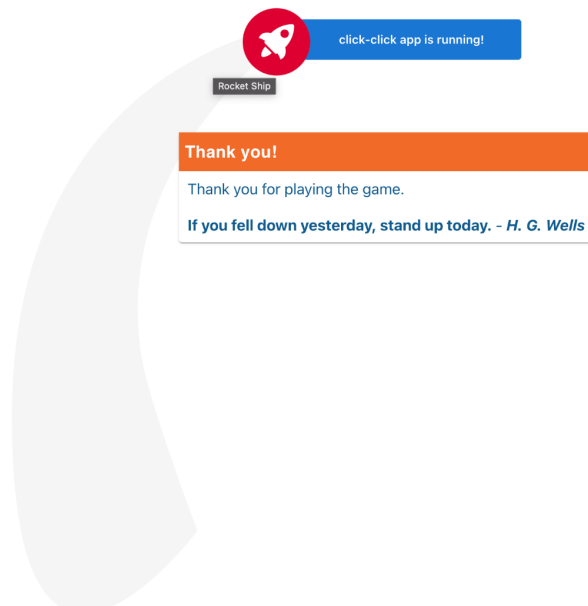 click-click app is running!
Rocket Ship
Thank you!
Thank you for playing the game.
If you fell down yesterday, stand up today. - H. G. Wells